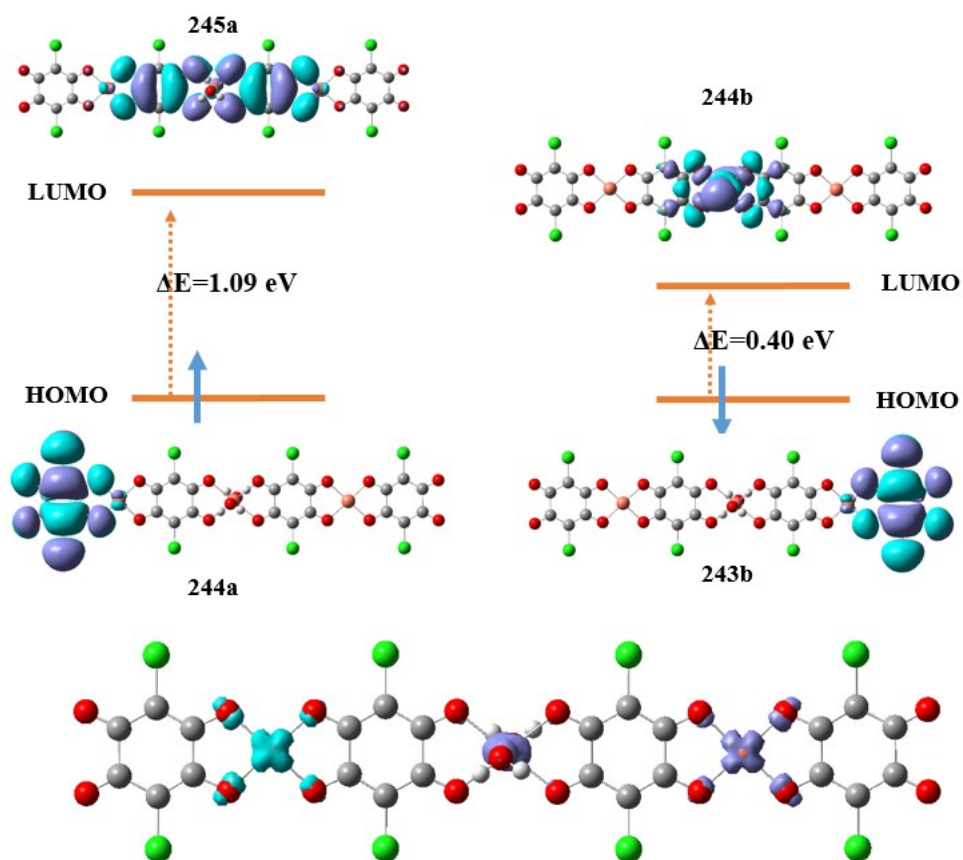 245a
LUMO
ΔE=1.09 eV
HOMO
244a
244b
LUMO
ΔE=0.40 eV
HOMO
243b